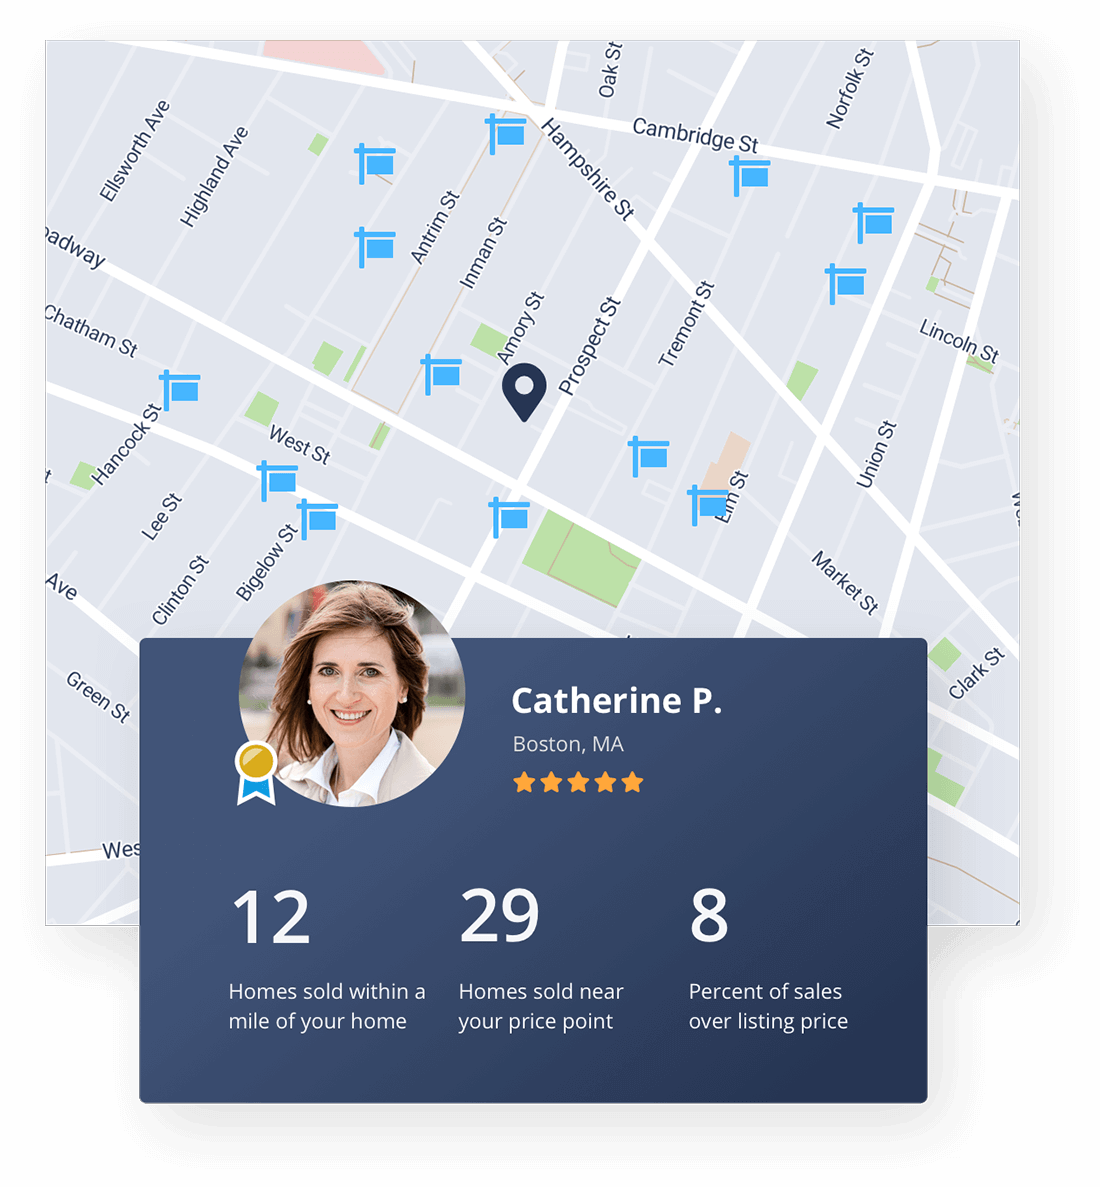 Oak St
Norfolk St
Ellsworth Ave
Highland Ave
Hampshire St
Cambridge St
Antrim St
Inman St
oadway
Chatham St
Amory St
Prospect St
Tremont St
Lincoln St
Hancock St
West St
Union St
Elm St
Lee St
Bigelow St
Clinton St
Ave
Market St
Green St
Clark St
Wes
Catherine P.
Boston, MA
12
29
8
Homes sold within a
mile of your home
Homes sold near
your price point
Percent of sales
over listing price